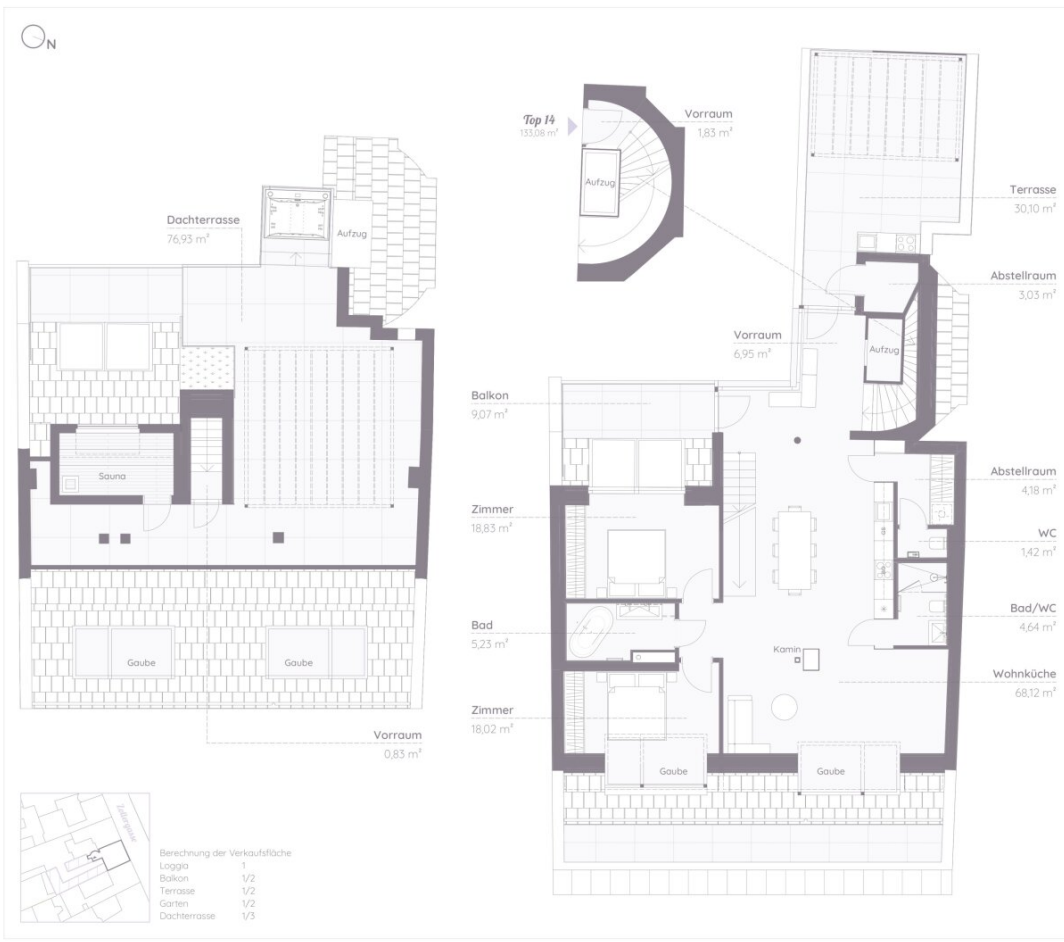 N
Dachterrasse
76,93 m²
Aufzug
Sauna
Gaube
Gaube
Vorraum
0,83 m²
Zeltgasse
Berechnung der Verkaufsfläche
Loggia 1
Balkon 1/2
Terrasse 1/2
Garten 1/2
Dachterrasse 1/3
Top 14
133,08 m²
Vorraum
1,83 m²
Aufzug
Terrasse
30,10 m²
Abstellraum
3,03 m²
Vorraum
6,95 m²
Aufzug
Balkon
9,07 m²
Abstellraum
4,18 m²
Zimmer
18,83 m²
WC
1,42 m²
Bad
5,23 m²
Bad/WC
4,64 m²
Kamin
Wohnküche
68,12 m²
Zimmer
18,02 m²
Gaube
Gaube